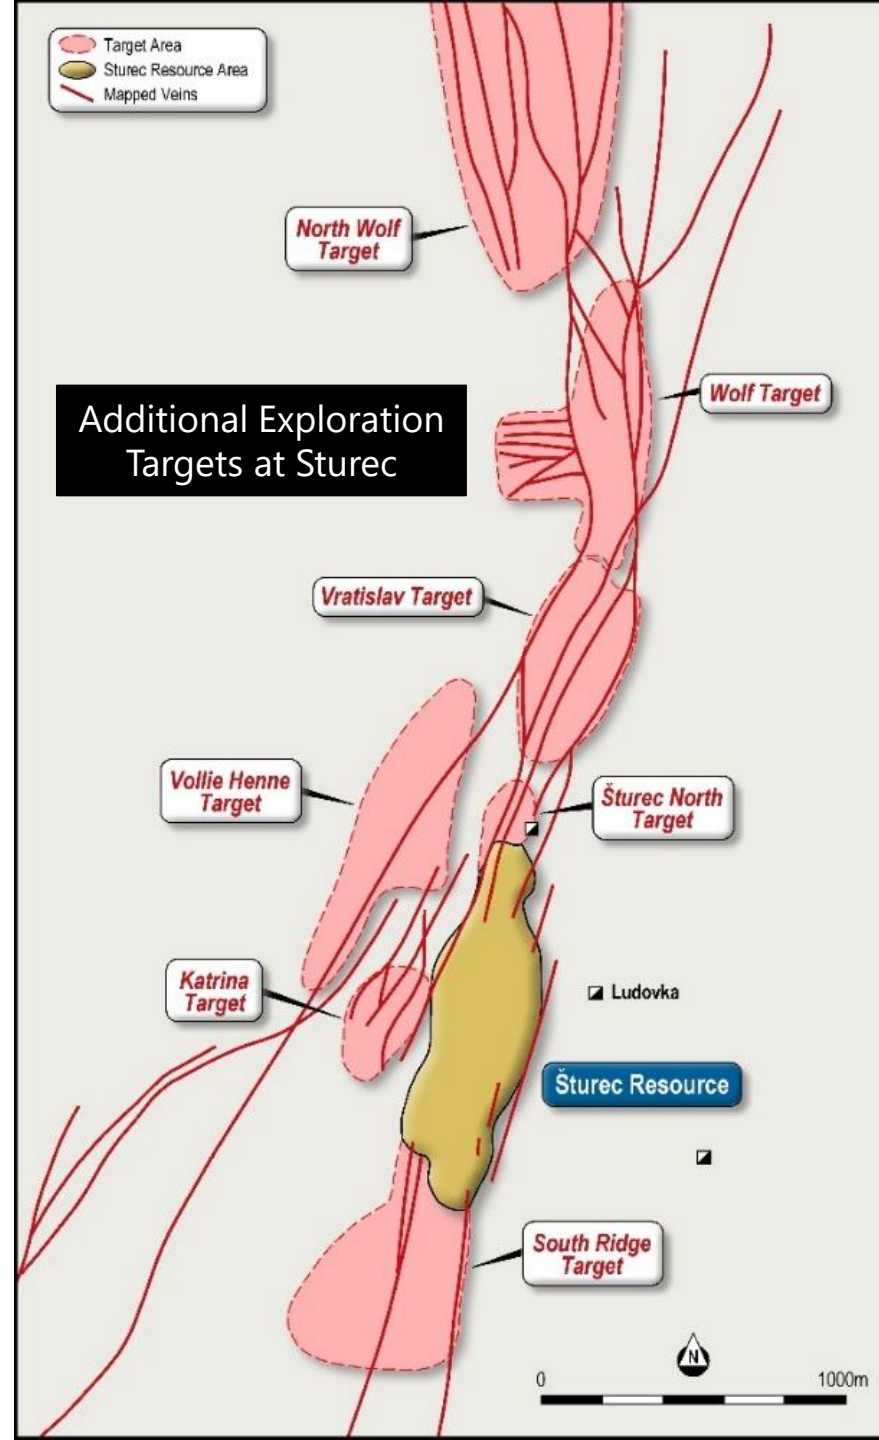 Target Area
Sturec Resource Area
Mapped Veins
North Wolf
Target
Wolf Target
Additional Exploration
Targets at Sturec
Vratislav Target
Vollie Henne
Target
Šturec North
Target
Katrina
Target
Ludovka
Šturec Resource
South Ridge
Target
N
0
1000m